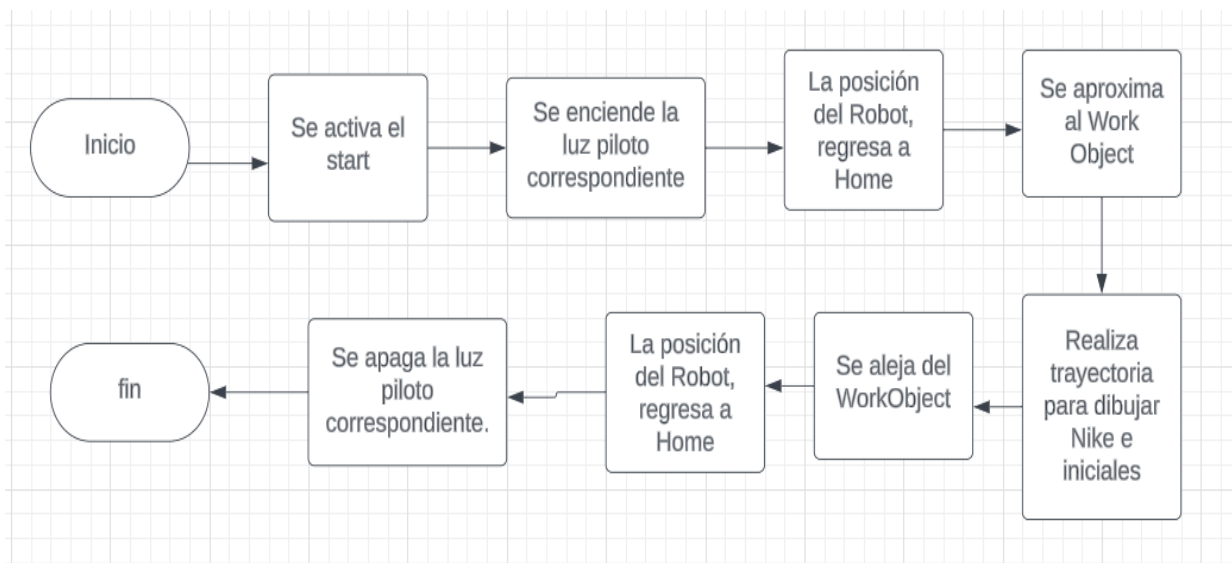 Inicio
Se activa el
start
Se enciende la
luz piloto
correspondiente
La posición
del Robot,
regresa a
Home
Se aproxima
al Work
Object
Realiza
trayectoria
para dibujar
Nike e
iniciales
Se aleja del
WorkObject
La posición
del Robot,
regresa a
Home
Se apaga la luz
piloto
correspondiente.
fin